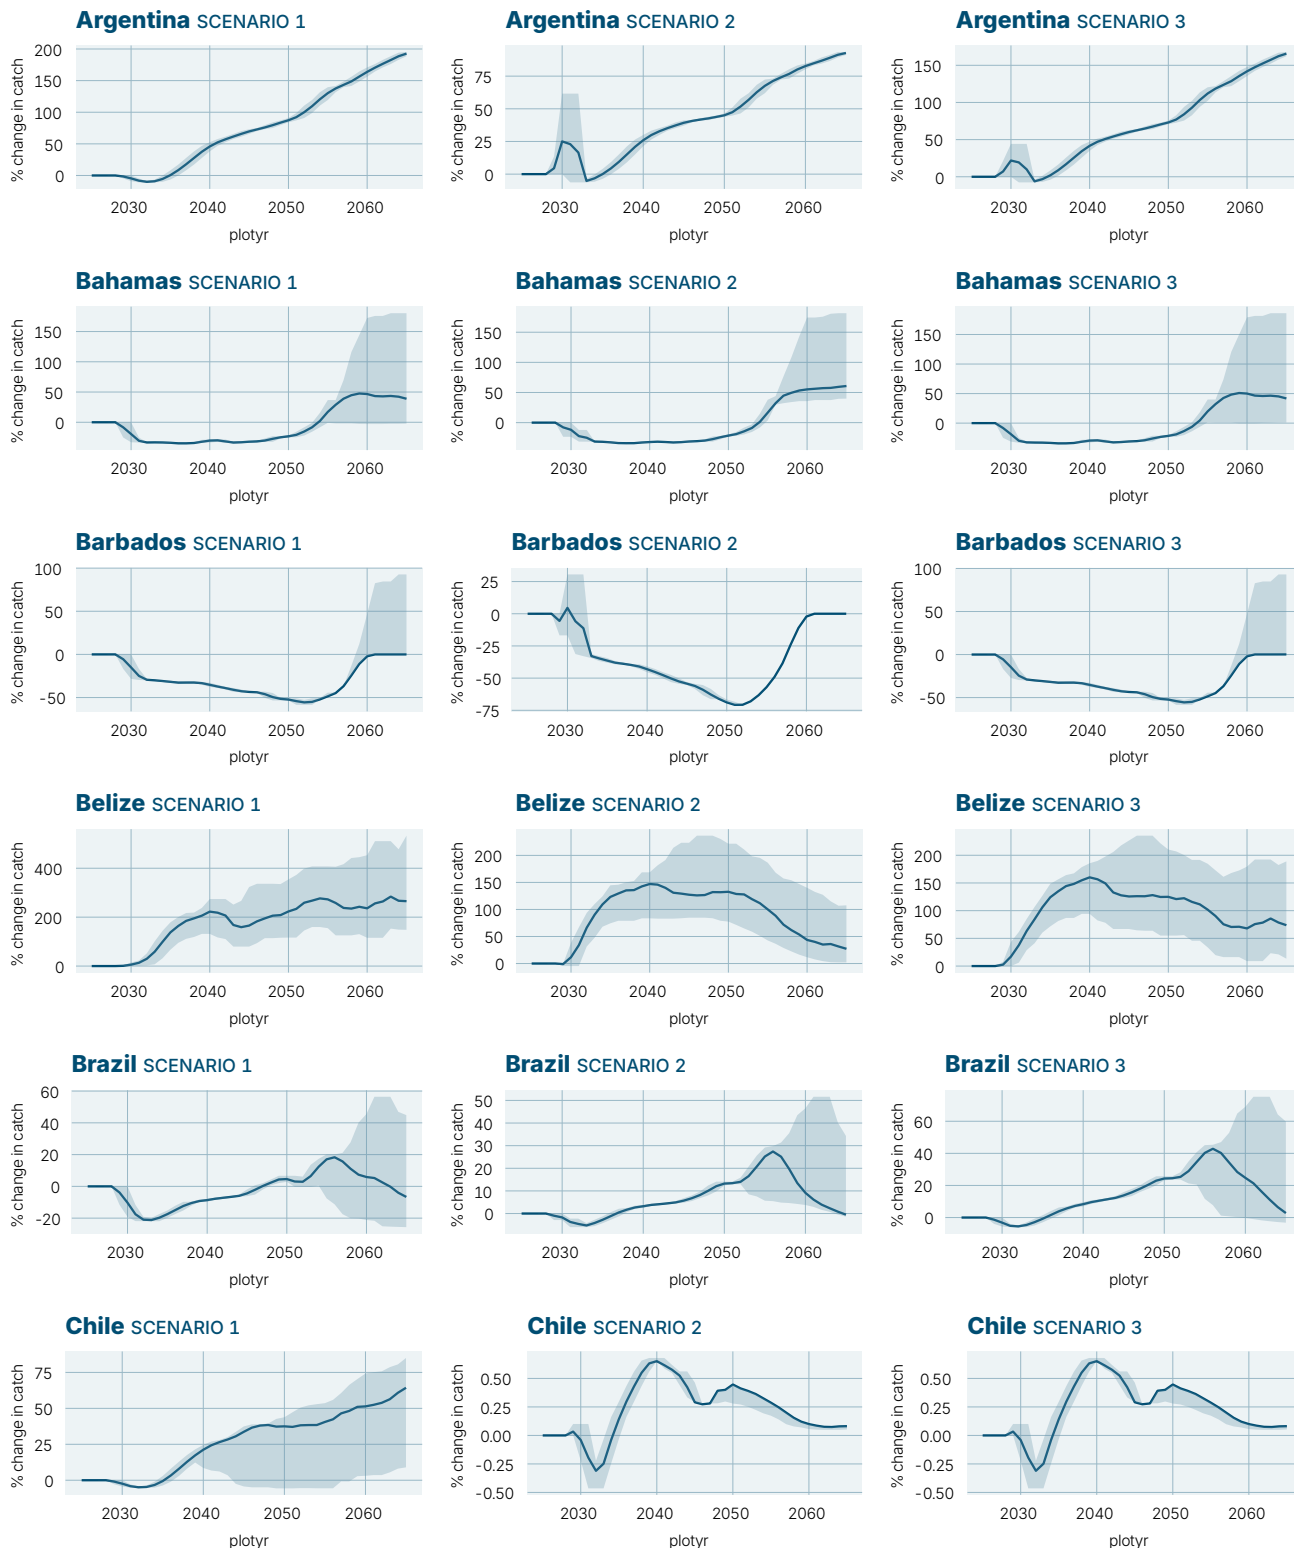 Argentina SCENARIO 1
% change in catch
200
150
100
50
0
2030 2040 2050 2060
plotyr
Argentina SCENARIO 2
% change in catch
75
50
25
0
2030 2040 2050 2060
plotyr
Argentina SCENARIO 3
% change in catch
150
100
50
0
2030 2040 2050 2060
plotyr
Bahamas SCENARIO 1
% change in catch
150
100
50
0
2030 2040 2050 2060
plotyr
Bahamas SCENARIO 2
% change in catch
150
100
50
0
2030 2040 2050 2060
plotyr
Bahamas SCENARIO 3
% change in catch
150
100
50
0
2030 2040 2050 2060
plotyr
Barbados SCENARIO 1
% change in catch
100
50
0
-50
2030 2040 2050 2060
plotyr
Barbados SCENARIO 2
% change in catch
25
0
-25
-50
-75
2030 2040 2050 2060
plotyr
Barbados SCENARIO 3
% change in catch
100
50
0
-50
2030 2040 2050 2060
plotyr
Belize SCENARIO 1
% change in catch
400
200
0
2030 2040 2050 2060
plotyr
Belize SCENARIO 2
% change in catch
200
150
100
50
0
2030 2040 2050 2060
plotyr
Belize SCENARIO 3
% change in catch
200
150
100
50
0
2030 2040 2050 2060
plotyr
Brazil SCENARIO 1
% change in catch
60
40
20
0
-20
2030 2040 2050 2060
plotyr
Brazil SCENARIO 2
% change in catch
50
40
30
20
10
0
2030 2040 2050 2060
plotyr
Brazil SCENARIO 3
% change in catch
60
40
20
0
2030 2040 2050 2060
plotyr
Chile SCENARIO 1
% change in catch
75
50
25
0
2030 2040 2050 2060
plotyr
Chile SCENARIO 2
% change in catch
0.50
0.25
0.00
-0.25
-0.50
2030 2040 2050 2060
plotyr
Chile SCENARIO 3
% change in catch
0.50
0.25
0.00
-0.25
-0.50
2030 2040 2050 2060
plotyr